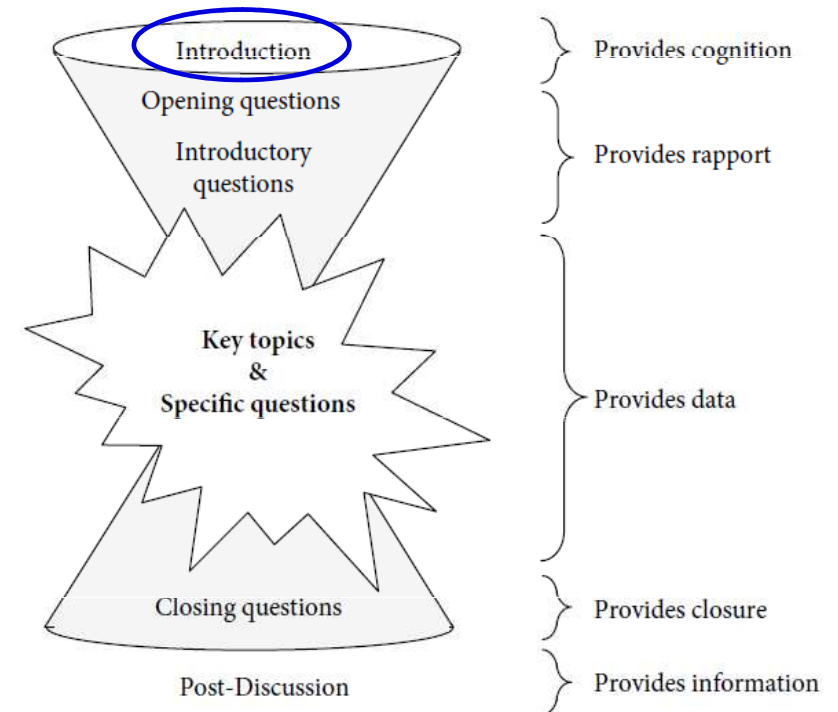 Introduction
Provides cognition
Opening questions
Introductory
questions
Provides rapport
Key topics
&
Specific questions
Provides data
Closing questions
Provides closure
Post-Discussion
Provides information